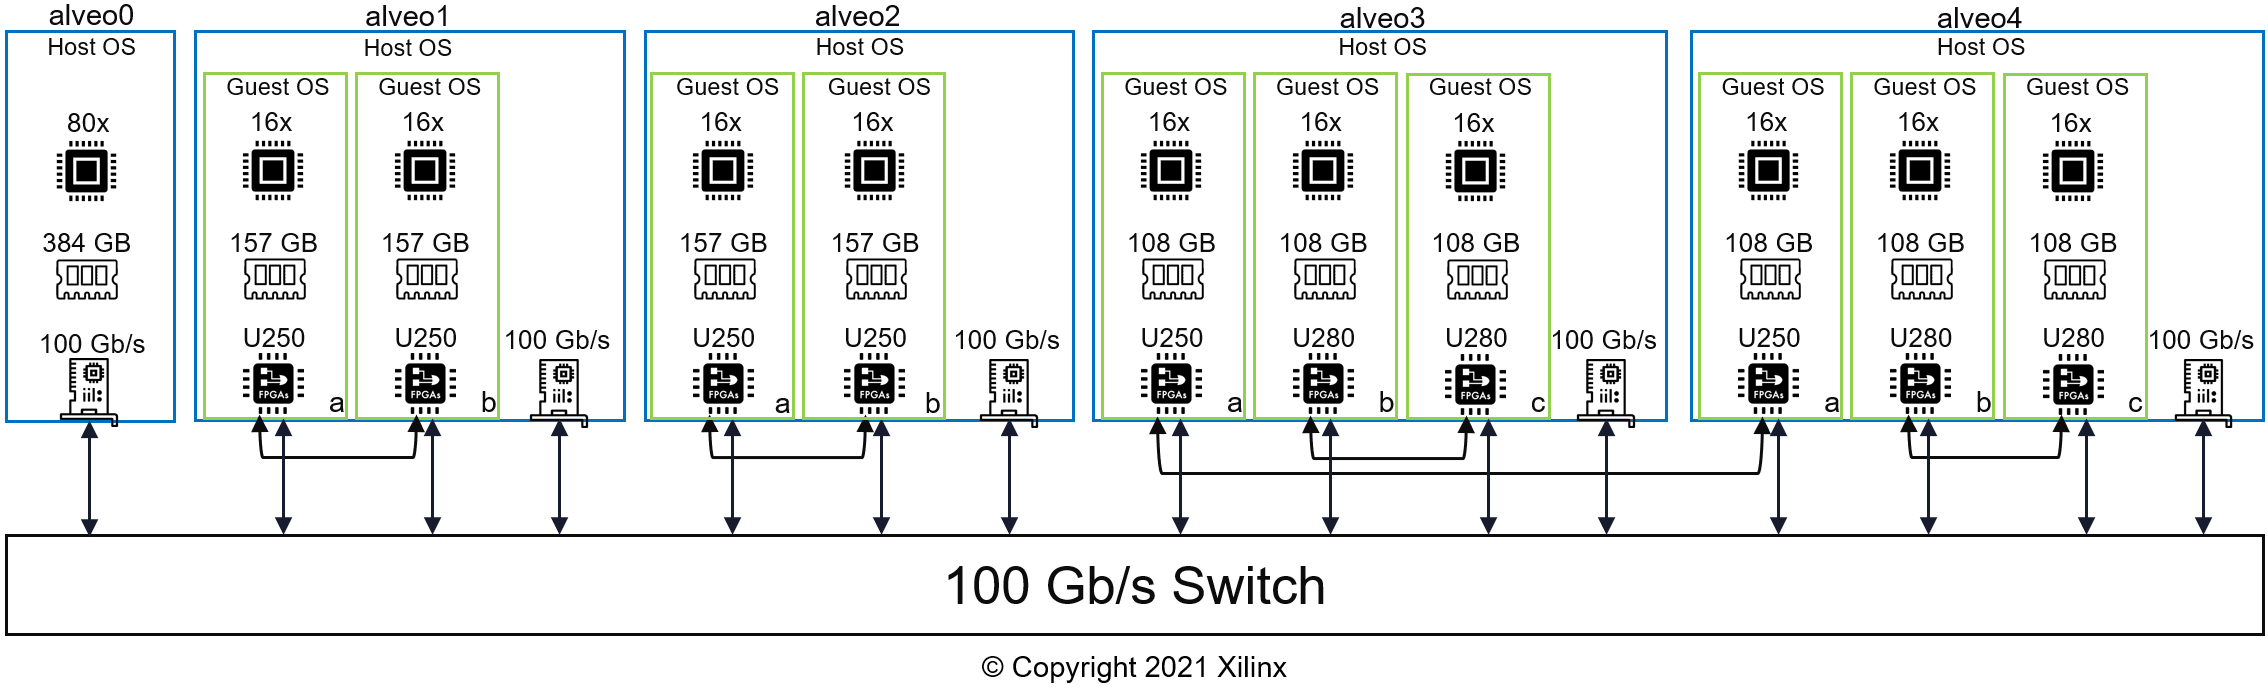 alveo0
Host OS
80x
384 GB
100 Gb/s
alveo1
Host OS
Guest OS
16x
157 GB
U250
FPGAs
a
Guest OS
16x
157 GB
U250
FPGAs
b
100 Gb/s
alveo2
Host OS
Guest OS
16x
157 GB
U250
FPGAs
a
Guest OS
16x
157 GB
U250
FPGAs
b
100 Gb/s
alveo3
Host OS
Guest OS
16x
108 GB
U250
FPGAs
a
Guest OS
16x
108 GB
U280
FPGAs
b
Guest OS
16x
108 GB
U280
FPGAs
c
100 Gb/s
alveo4
Host OS
Guest OS
16x
108 GB
U250
FPGAs
a
Guest OS
16x
108 GB
U280
FPGAs
b
Guest OS
16x
108 GB
U280
FPGAs
c
100 Gb/s
100 Gb/s Switch
© Copyright 2021 Xilinx